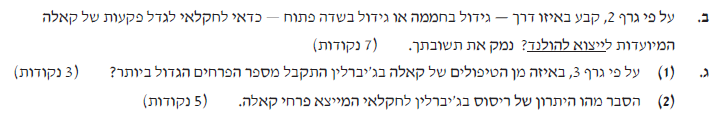 ב. על פי גרף 2, קבע באיזו דרך — גידול בחממה או גידול בשדה פתוח — כדאי לחקלאי לגדל פקעות של קאלה
המיועדות לייצוא להולנד? נמק את תשובתך. (7 נקודות)
ג. (1) על פי גרף 3, באיזה מן הטיפולים של קאלה בג'יברלין התקבל מספר הפרחים הגדול ביותר? (3 נקודות)
(2) הסבר מהו היתרון של ריסוס בג'יברלין לחקלאי המייצא פרחי קאלה. (5 נקודות)